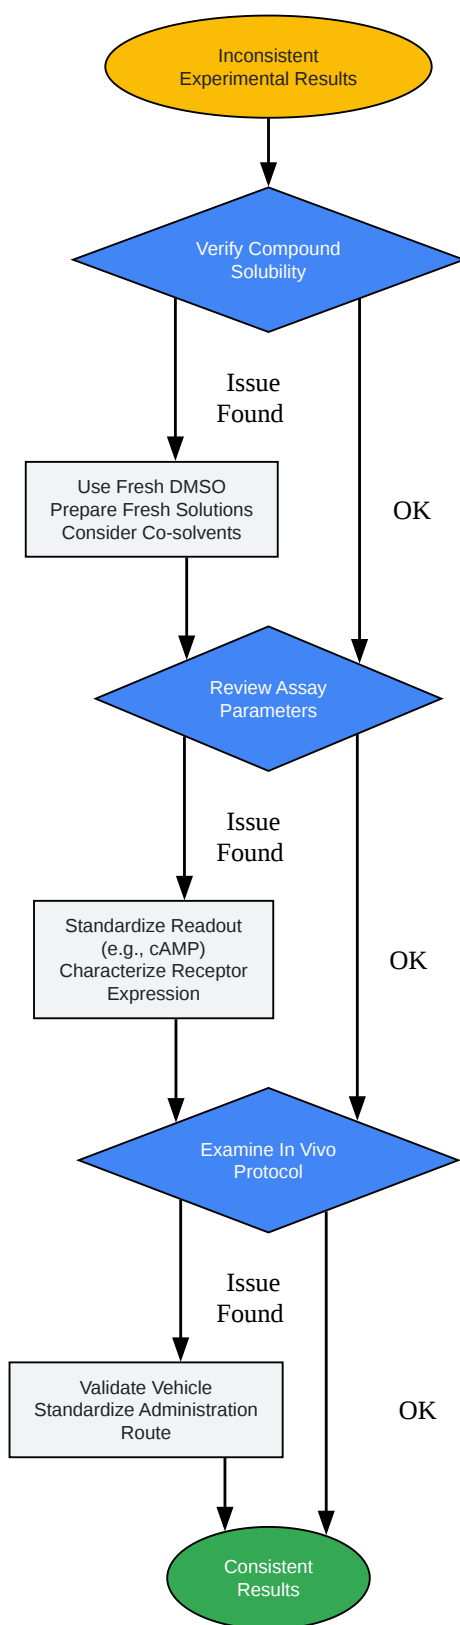 Inconsistent
Experimental Results
Verify Compound
Solubility
Issue
Found
Use Fresh DMSO
Prepare Fresh Solutions
Consider Co-solvents
OK
Review Assay
Parameters
Issue
Found
Standardize Readout
(e.g., cAMP)
Characterize Receptor
Expression
OK
Examine In Vivo
Protocol
Issue
Found
Validate Vehicle
Standardize Administration
Route
OK
Consistent
Results